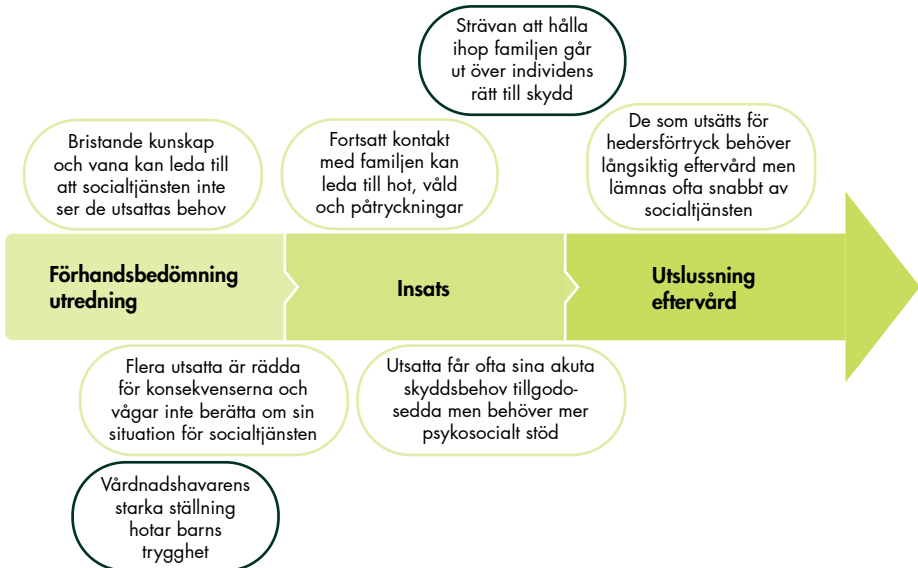 Strävan att hålla
ihop familjen går
ut över individens
rätt till skydd
Bristande kunskap
och vana kan leda till
att socialtjänsten inte
ser de utsattas behov
Fortsatt kontakt
med familjen kan
leda till hot, våld
och påtryckningar
De som utsätts för
hedersförtryck behöver
långsiktig eftervård men
lämnas ofta snabbt av
socialtjänsten
Förhandsbedömning
utredning
Insats
Utslussning
eftervård
Flera utsatta är rädda
för konsekvenserna och
vågar inte berätta om sin
situation för socialtjänsten
Utsatta får ofta sina akuta
skyddsbehov tillgodo-
sedda men behöver mer
psykosocialt stöd
Vårdnadshavarens
starka ställning
hotar barns
trygghet